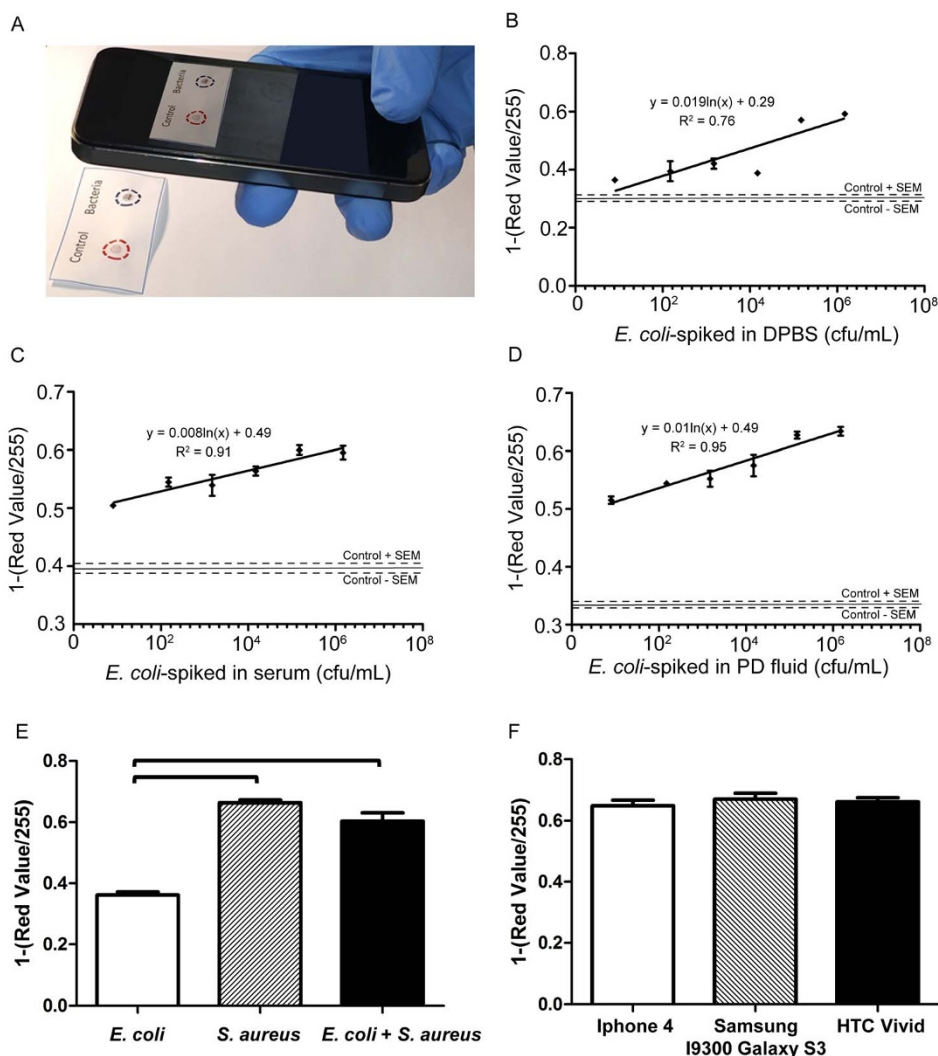 A
Control Bacteria
Control Bacteria
B
1-(Red Value/255)
0.8
0.6
0.4
0.2
0.0
y = 0.019ln(x) + 0.29
R² = 0.76
Control + SEM
Control - SEM
0 10² 10⁴ 10⁶ 10⁸
E. coli-spiked in DPBS (cfu/mL)
C
1-(Red Value/255)
0.7
0.6
0.5
0.4
0.3
y = 0.008ln(x) + 0.49
R² = 0.91
Control + SEM
Control - SEM
0 10² 10⁴ 10⁶ 10⁸
E. coli-spiked in serum (cfu/mL)
D
1-(Red Value/255)
0.7
0.6
0.5
0.4
0.3
y = 0.01ln(x) + 0.49
R² = 0.95
Control + SEM
Control - SEM
0 10² 10⁴ 10⁶ 10⁸
E. coli-spiked in PD fluid (cfu/mL)
E
1-(Red Value/255)
0.8
0.6
0.4
0.2
0.0
E. coli S. aureus E. coli + S. aureus
F
1-(Red Value/255)
0.8
0.6
0.4
0.2
0.0
Iphone 4 Samsung HTC Vivid
I9300 Galaxy S3